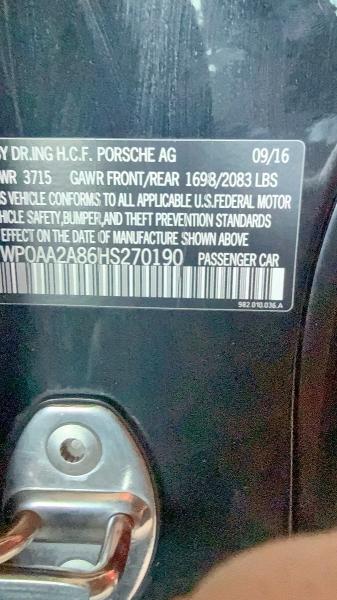 Y DR.ING H.C.F. PORSCHE AG 09/16
WR 3715 GAWR FRONT/REAR 1698/2083 LBS
S VEHICLE CONFORMS TO ALL APPLICABLE U.S.FEDERAL MOTOR
HICLE SAFETY,BUMPER,AND THEFT PREVENTION STANDARDS
EFFECT ON THE DATE OF MANUFACTURE SHOWN ABOVE
WP0AA2A86HS270190 PASSENGER CAR
982.010.036.A